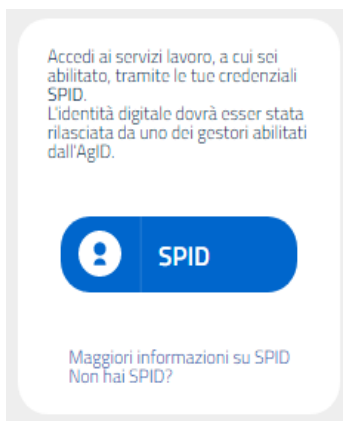 Accedi ai servizi lavoro, a cui sei
abilitato, tramite le tue credenziali
SPID.
L'identità digitale dovrà esser stata
rilasciata da uno dei gestori abilitati
dall'AgID.
SPID
Maggiori informazioni su SPID
Non hai SPID?